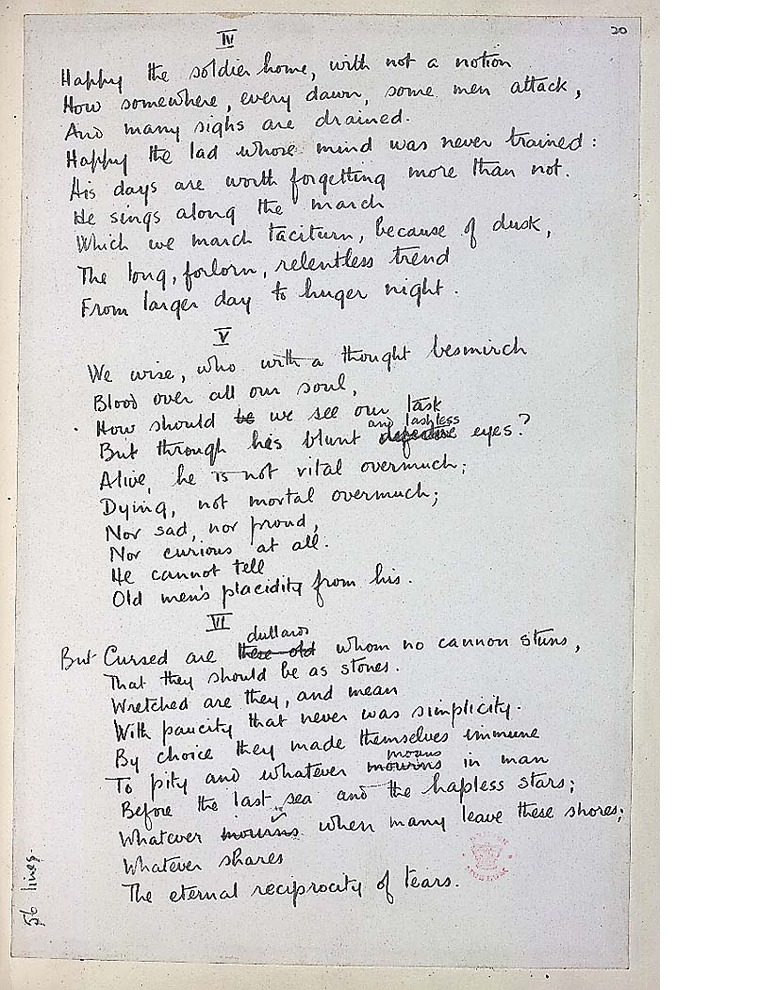 20
IV
Happy the soldier home, with not a notion
How somewhere, every dawn, some men attack,
And many sighs are drained.
Happy the lad whose mind was never trained:
His days are worth forgetting more than not.
He sings along the march
Which we march taciturn, because of dusk,
The long, forlorn, relentless trend
From larger day to huger night.
V
We wise, who with a thought besmirch
Blood over all our soul,
How should be we see our task
and lashless
But through his blunt eyes?
Alive, he is not vital overmuch;
Dying, not mortal overmuch;
Nor sad, nor proud,
Nor curious at all.
He cannot tell
Old men's placidity from his.
VI
dullards
But Cursed are these old whom no cannon stuns,
That they should be as stones.
Wretched are they, and mean
With paucity that never was simplicity.
By choice they made themselves immune
moans
To pity and whatever mourns in man
Before the last sea and the hapless stars;
Whatever mourns when many leave these shores;
Whatever shares
The eternal reciprocity of tears.
56 lines.